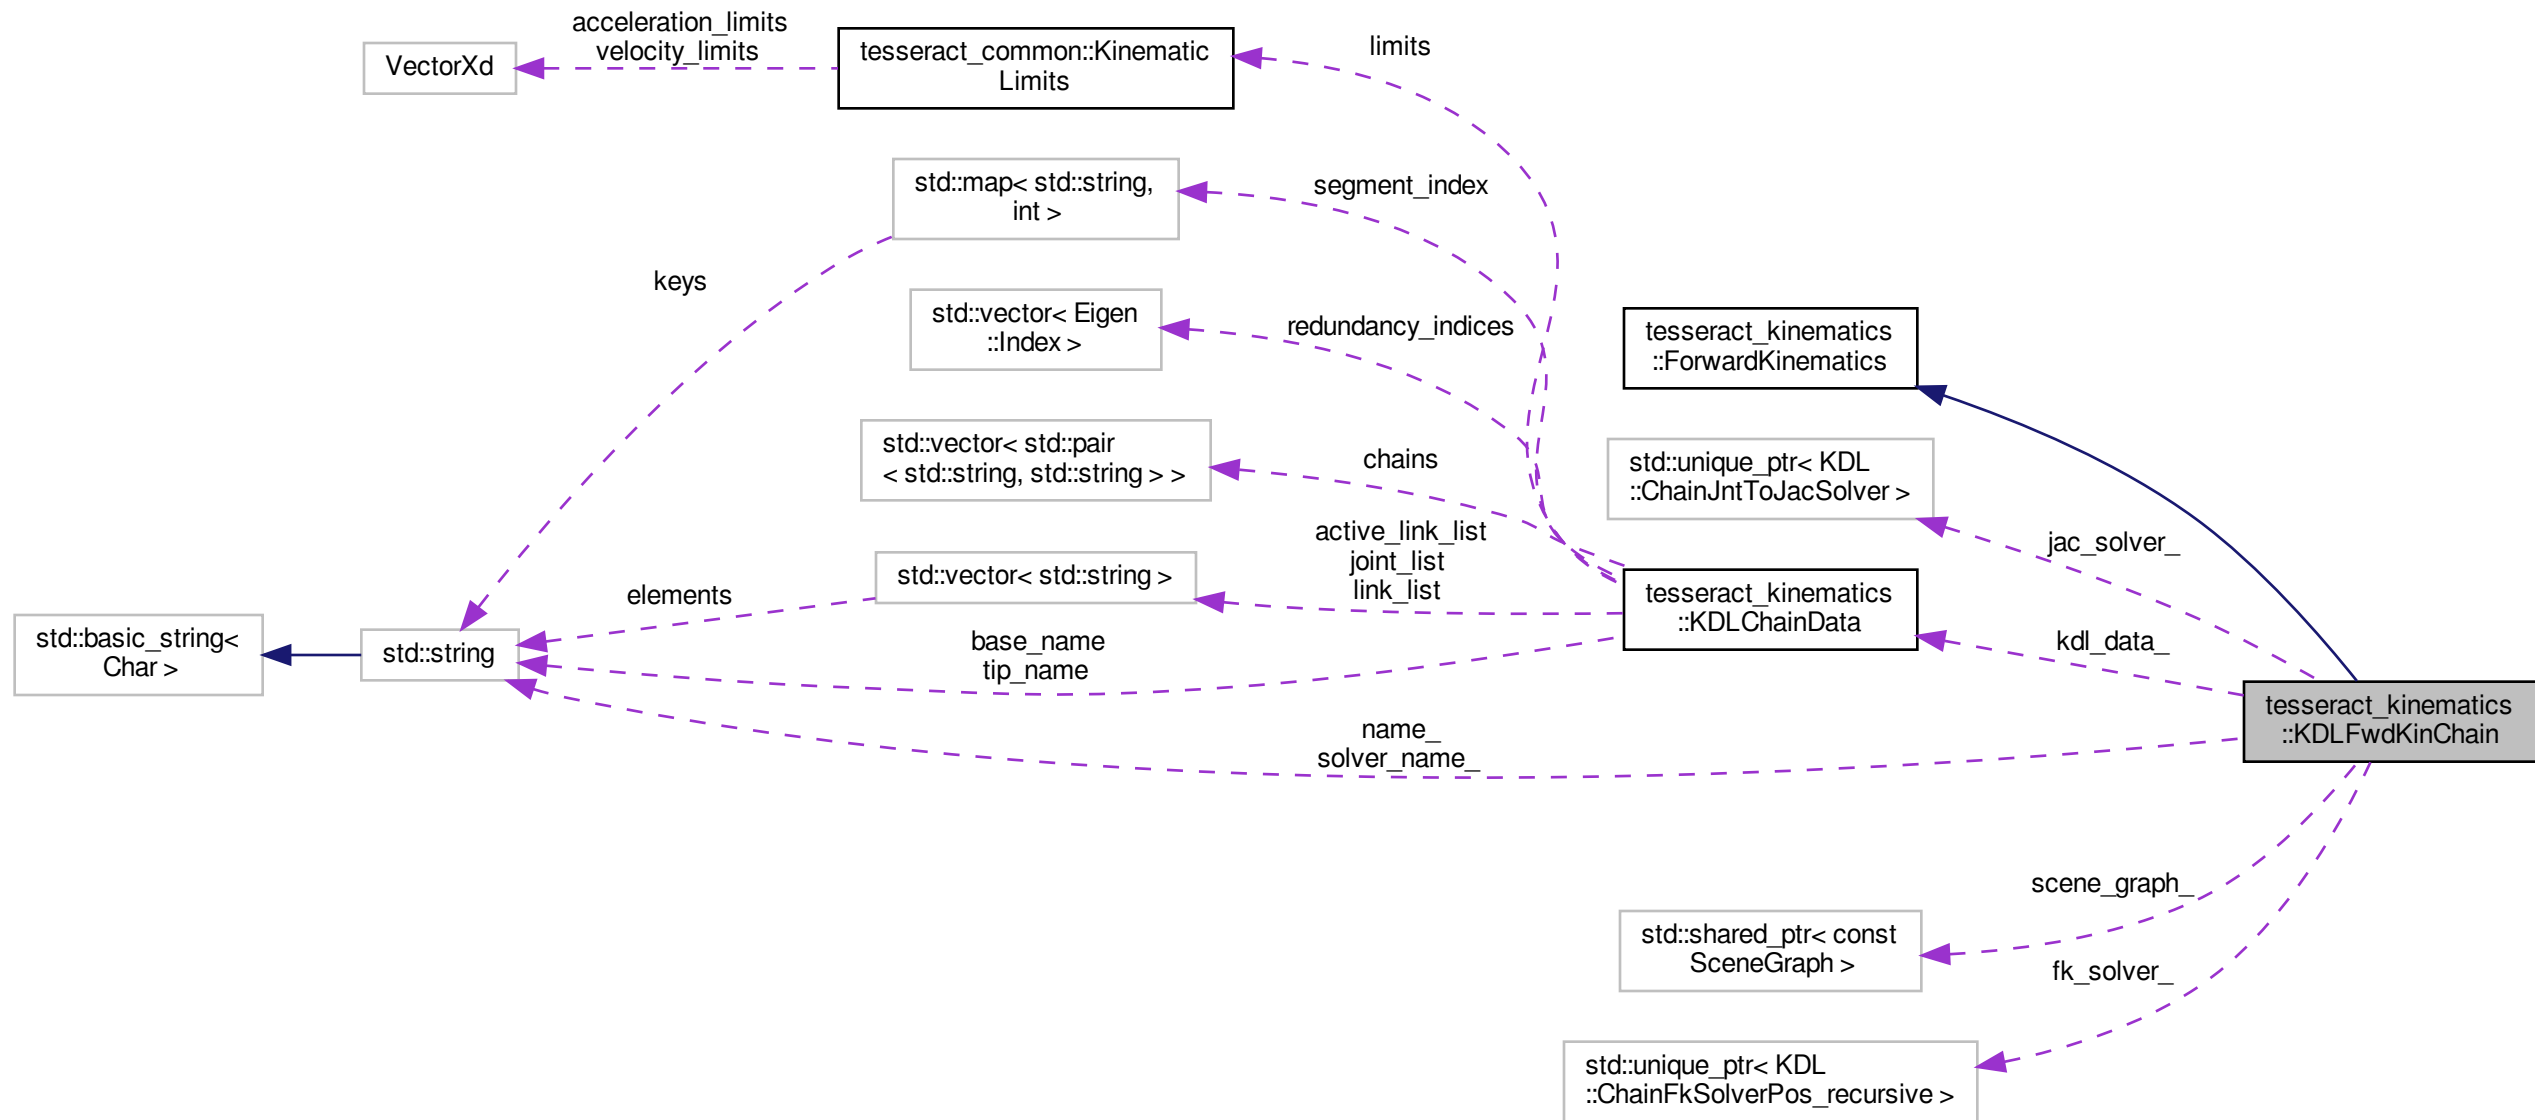 acceleration_limits
velocity_limits
VectorXd
tesseract_common::Kinematic
Limits
limits
std::map< std::string,
int >
segment_index
keys
std::vector< Eigen
::Index >
redundancy_indices
tesseract_kinematics
::ForwardKinematics
std::vector< std::pair
< std::string, std::string > >
chains
std::unique_ptr< KDL
::ChainJntToJacSolver >
jac_solver_
active_link_list
joint_list
link_list
std::vector< std::string >
elements
tesseract_kinematics
::KDLChainData
kdl_data_
std::basic_string<
Char >
std::string
base_name
tip_name
name_
solver_name_
tesseract_kinematics
::KDLFwdKinChain
scene_graph_
std::shared_ptr< const
SceneGraph >
fk_solver_
std::unique_ptr< KDL
::ChainFkSolverPos_recursive >